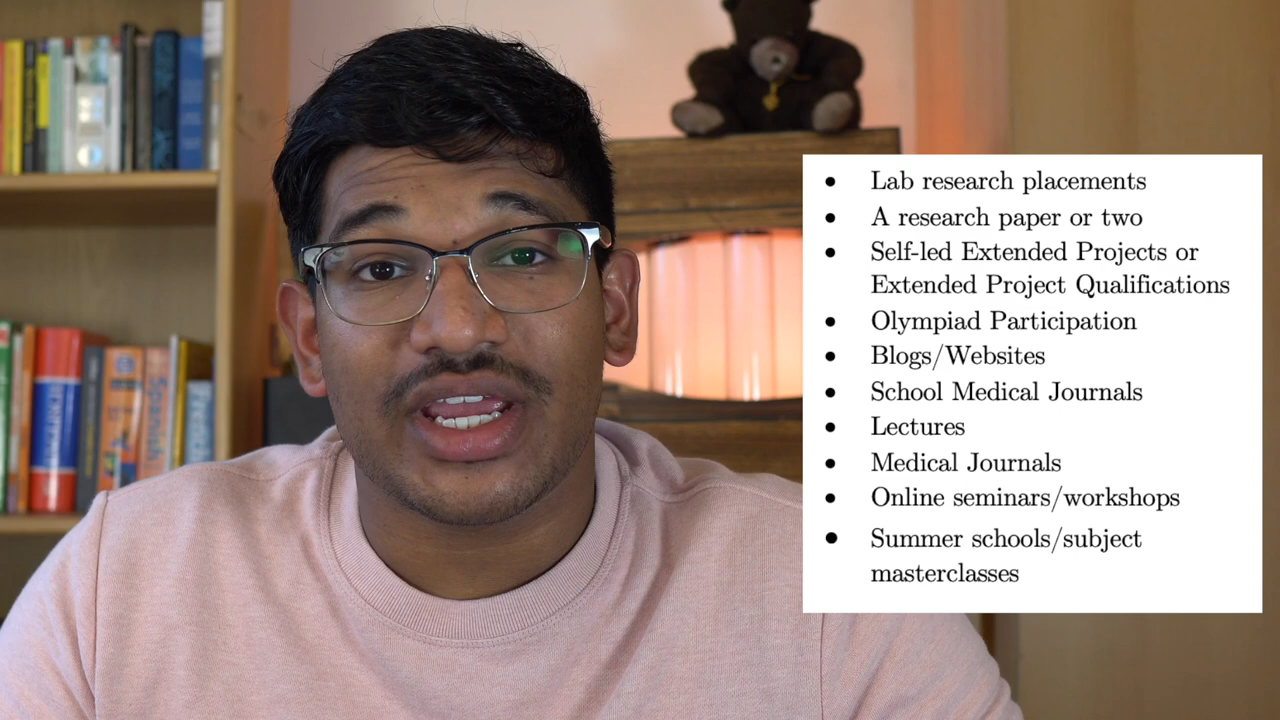 • Lab research placements
• A research paper or two
• Self-led Extended Projects or
Extended Project Qualifications
• Olympiad Participation
• Blogs/Websites
• School Medical Journals
• Lectures
• Medical Journals
• Online seminars/workshops
• Summer schools/subject
masterclasses
Spanish